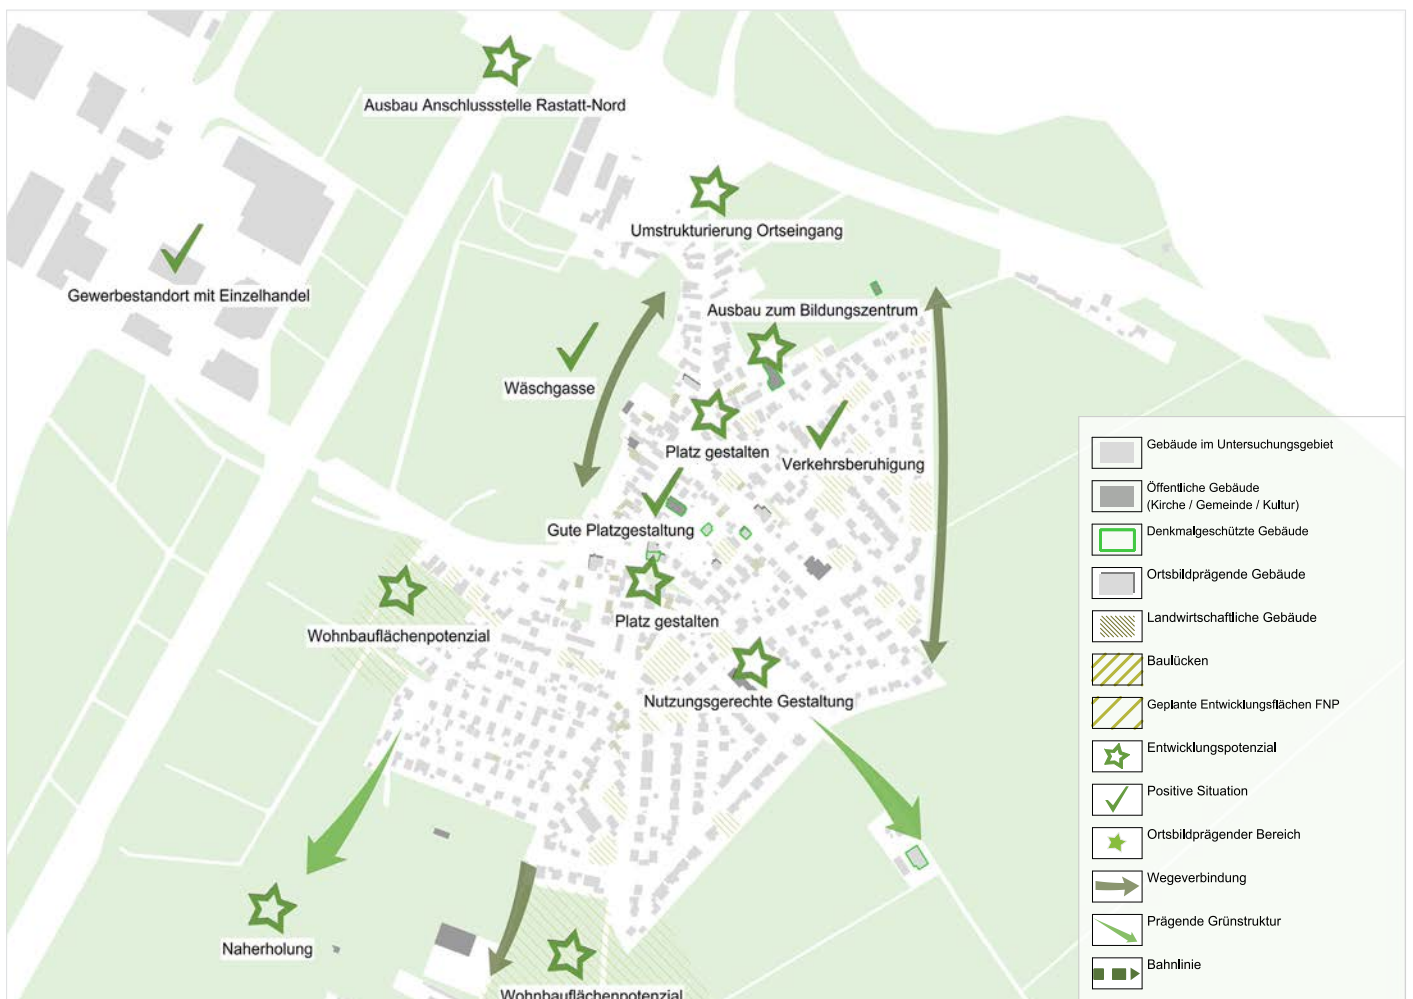 Ausbau Anschlussstelle Rastatt-Nord
Umstrukturierung Ortseingang
Gewerbestandort mit Einzelhandel
Ausbau zum Bildungszentrum
Wäschgasse
Platz gestalten
Verkehrsberuhigung
Gute Platzgestaltung
Platz gestalten
Wohnbauflächenpotenzial
Nutzungsgerechte Gestaltung
Naherholung
Wohnbauflächenpotenzial
Gebäude im Untersuchungsgebiet
Öffentliche Gebäude
(Kirche / Gemeinde / Kultur)
Denkmalgeschützte Gebäude
Ortsbildprägende Gebäude
Landwirtschaftliche Gebäude
Baulücken
Geplante Entwicklungsflächen FNP
Entwicklungspotenzial
Positive Situation
Ortsbildprägender Bereich
Wegeverbindung
Prägende Grünstruktur
Bahnlinie